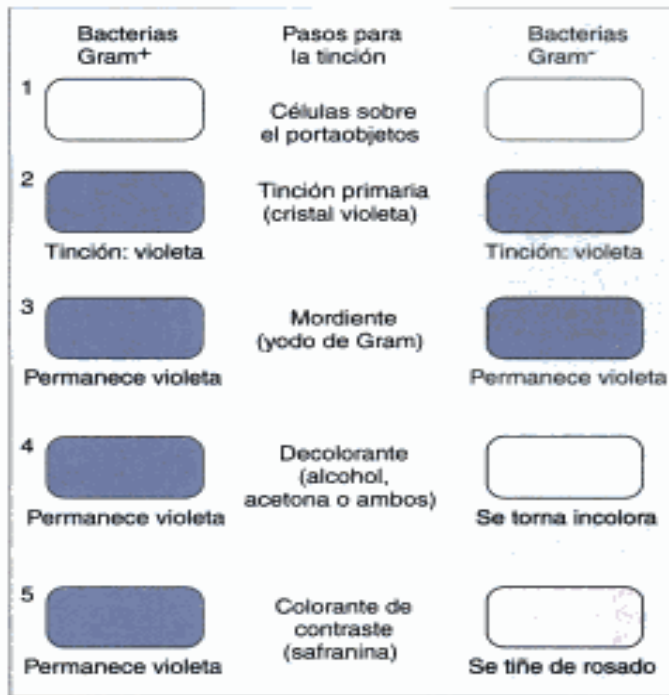 Bacterias Gram+
Pasos para la tinción
Bacterias Gram-
1
Células sobre el portaobjetos
2
Tinción primaria (cristal violeta)
Tinción: violeta
Tinción: violeta
3
Mordiente (yodo de Gram)
Permanece violeta
Permanece violeta
4
Decolorante (alcohol, acetona o ambos)
Permanece violeta
Se torna incolora
5
Colorante de contraste (safranina)
Permanece violeta
Se tiñe de rosado